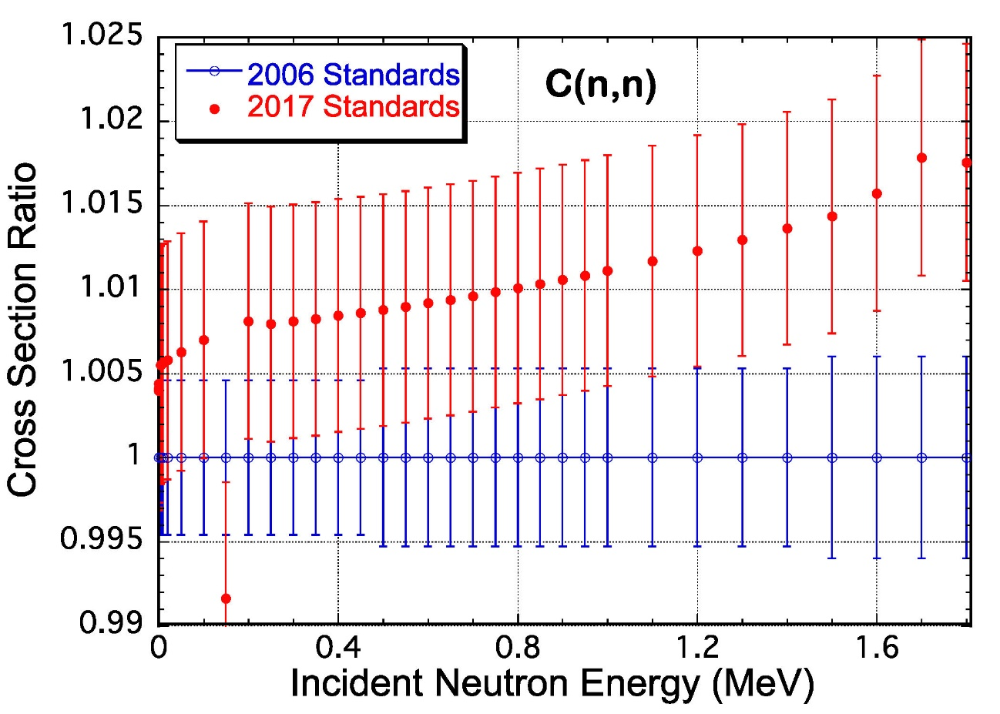 1.025
1.02
1.015
1.01
1.005
1
0.995
0.99
Cross Section Ratio
2006 Standards
2017 Standards
C(n,n)
0 0.4 0.8 1.2 1.6
Incident Neutron Energy (MeV)